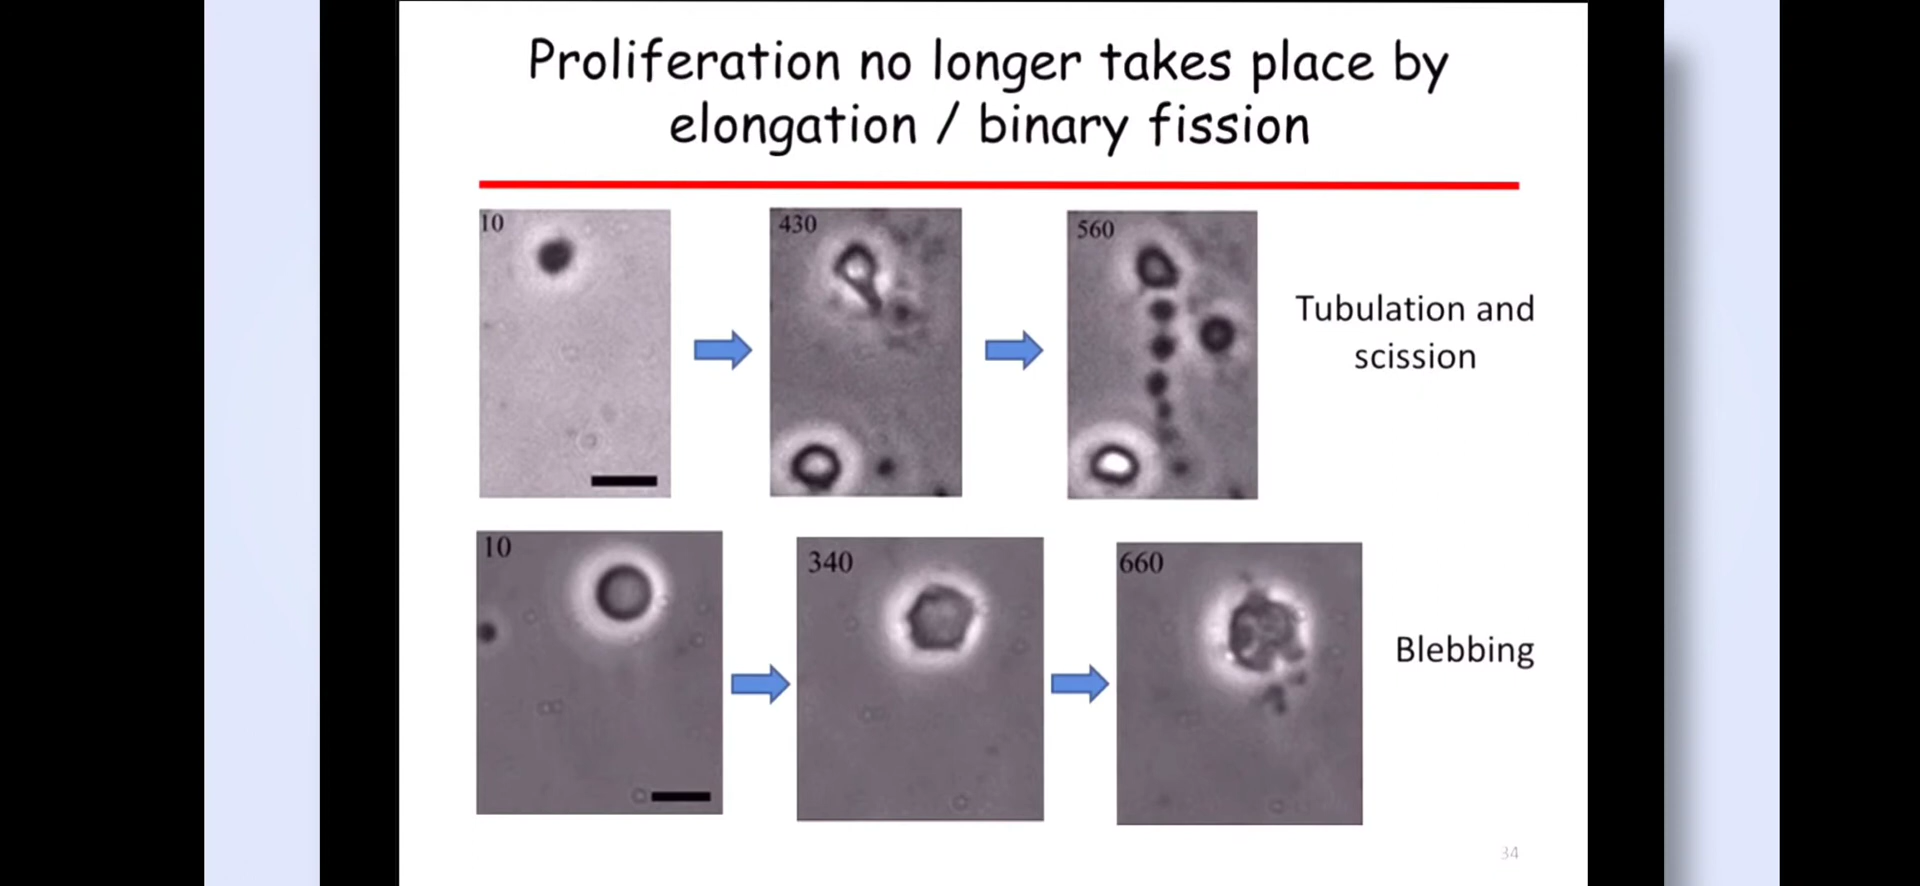 Proliferation no longer takes place by
elongation / binary fission
10
430
560
Tubulation and
scission
10
340
660
Blebbing
34